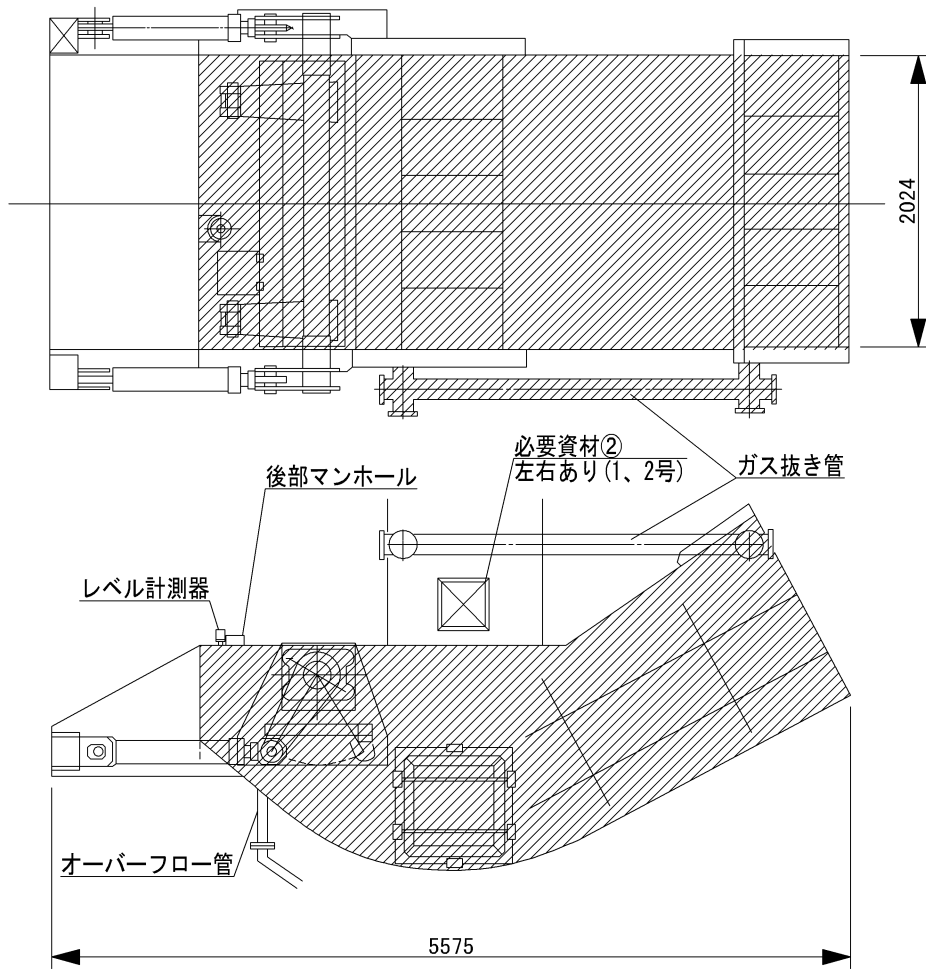 2024
必要資材②
左右あり(1、2号)
ガス抜き管
後部マンホール
レベル計測器
オーバーフロー管
5575